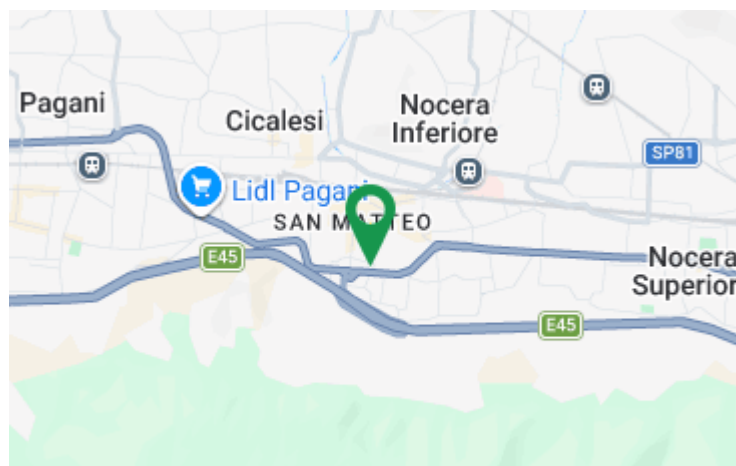 Pagani
Cicalesi
Nocera
Inferiore
SP81
Lidl Pagani
SAN MATTEO
E45
Nocera
Superior
E45